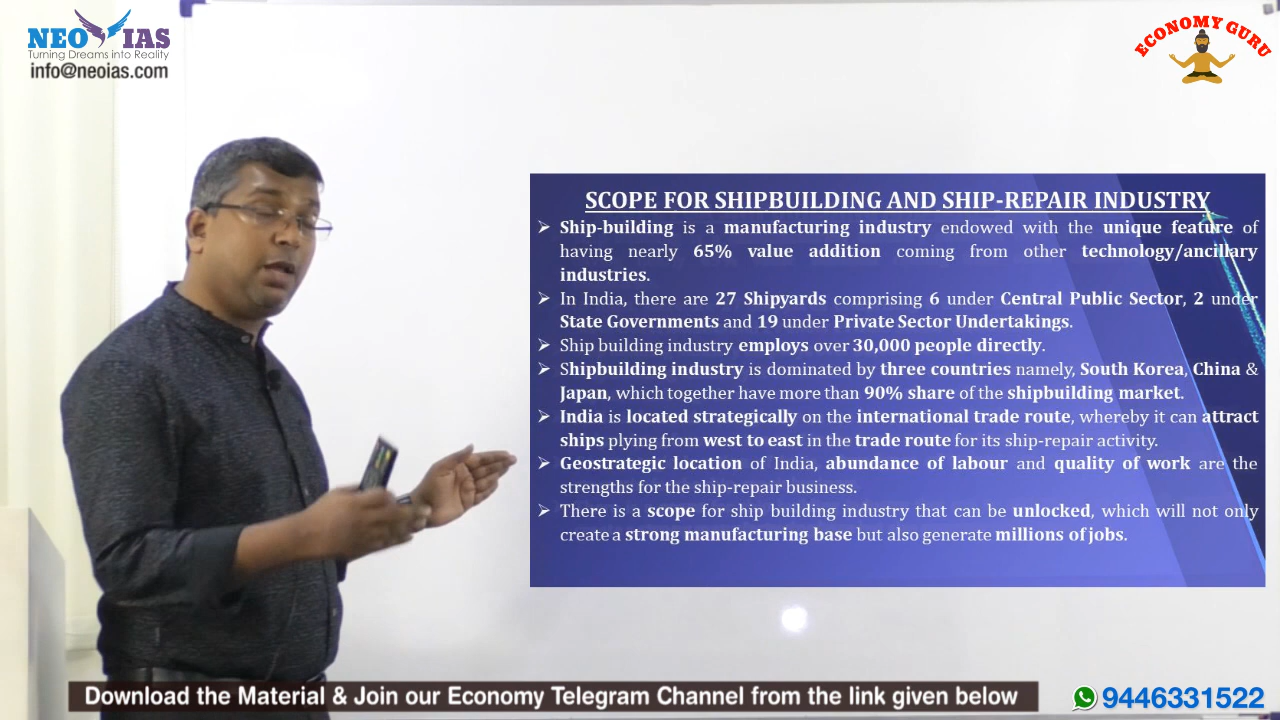 NEO IAS
Turning Dreams into Reality
info@neoias.com
ECONOMY GURU
SCOPE FOR SHIPBUILDING AND SHIP-REPAIR INDUSTRY
➢ Ship-building is a manufacturing industry endowed with the unique feature of
having nearly 65% value addition coming from other technology/ancillary
industries.
➢ In India, there are 27 Shipyards comprising 6 under Central Public Sector, 2 under
State Governments and 19 under Private Sector Undertakings.
➢ Ship building industry employs over 30,000 people directly.
➢ Shipbuilding industry is dominated by three countries namely, South Korea, China &
Japan, which together have more than 90% share of the shipbuilding market.
➢ India is located strategically on the international trade route, whereby it can attract
ships plying from west to east in the trade route for its ship-repair activity.
➢ Geostrategic location of India, abundance of labour and quality of work are the
strengths for the ship-repair business.
➢ There is a scope for ship building industry that can be unlocked, which will not only
create a strong manufacturing base but also generate millions of jobs.
Download the Material & Join our Economy Telegram Channel from the link given below
9446331522